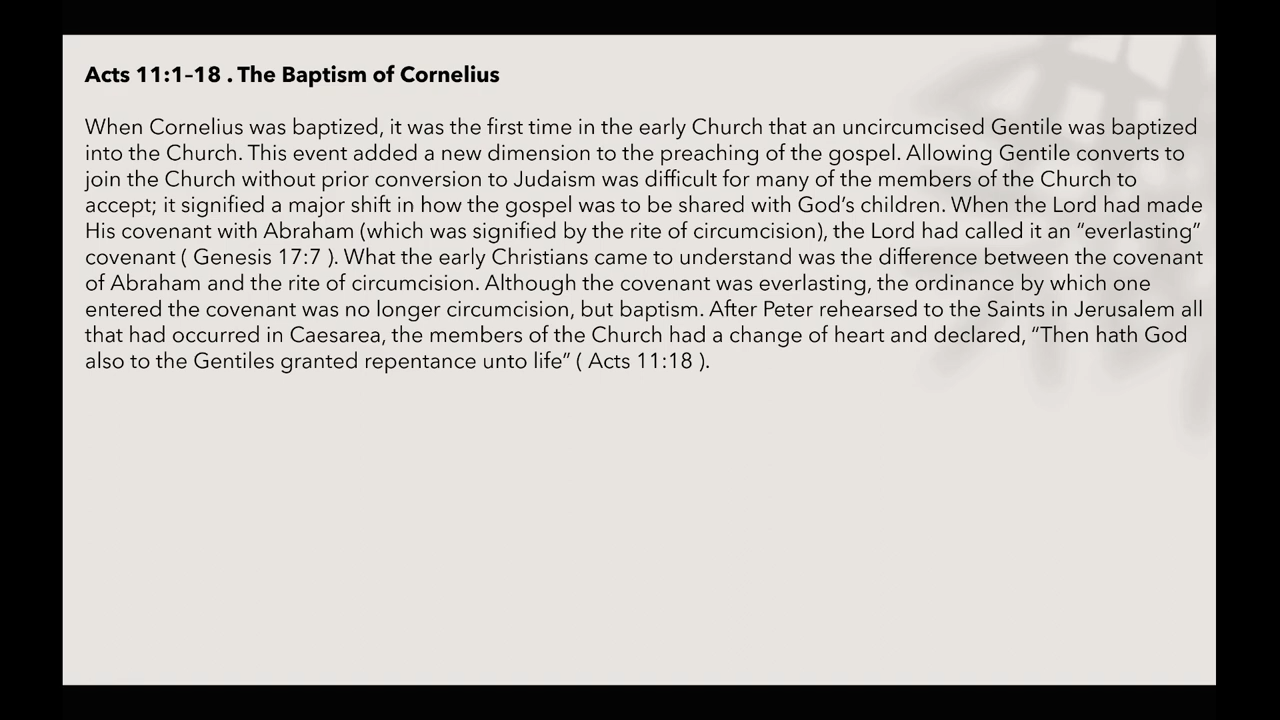 Acts 11:1–18 . The Baptism of Cornelius
When Cornelius was baptized, it was the first time in the early Church that an uncircumcised Gentile was baptized
into the Church. This event added a new dimension to the preaching of the gospel. Allowing Gentile converts to
join the Church without prior conversion to Judaism was difficult for many of the members of the Church to
accept; it signified a major shift in how the gospel was to be shared with God’s children. When the Lord had made
His covenant with Abraham (which was signified by the rite of circumcision), the Lord had called it an “everlasting”
covenant ( Genesis 17:7 ). What the early Christians came to understand was the difference between the covenant
of Abraham and the rite of circumcision. Although the covenant was everlasting, the ordinance by which one
entered the covenant was no longer circumcision, but baptism. After Peter rehearsed to the Saints in Jerusalem all
that had occurred in Caesarea, the members of the Church had a change of heart and declared, “Then hath God
also to the Gentiles granted repentance unto life” ( Acts 11:18 ).